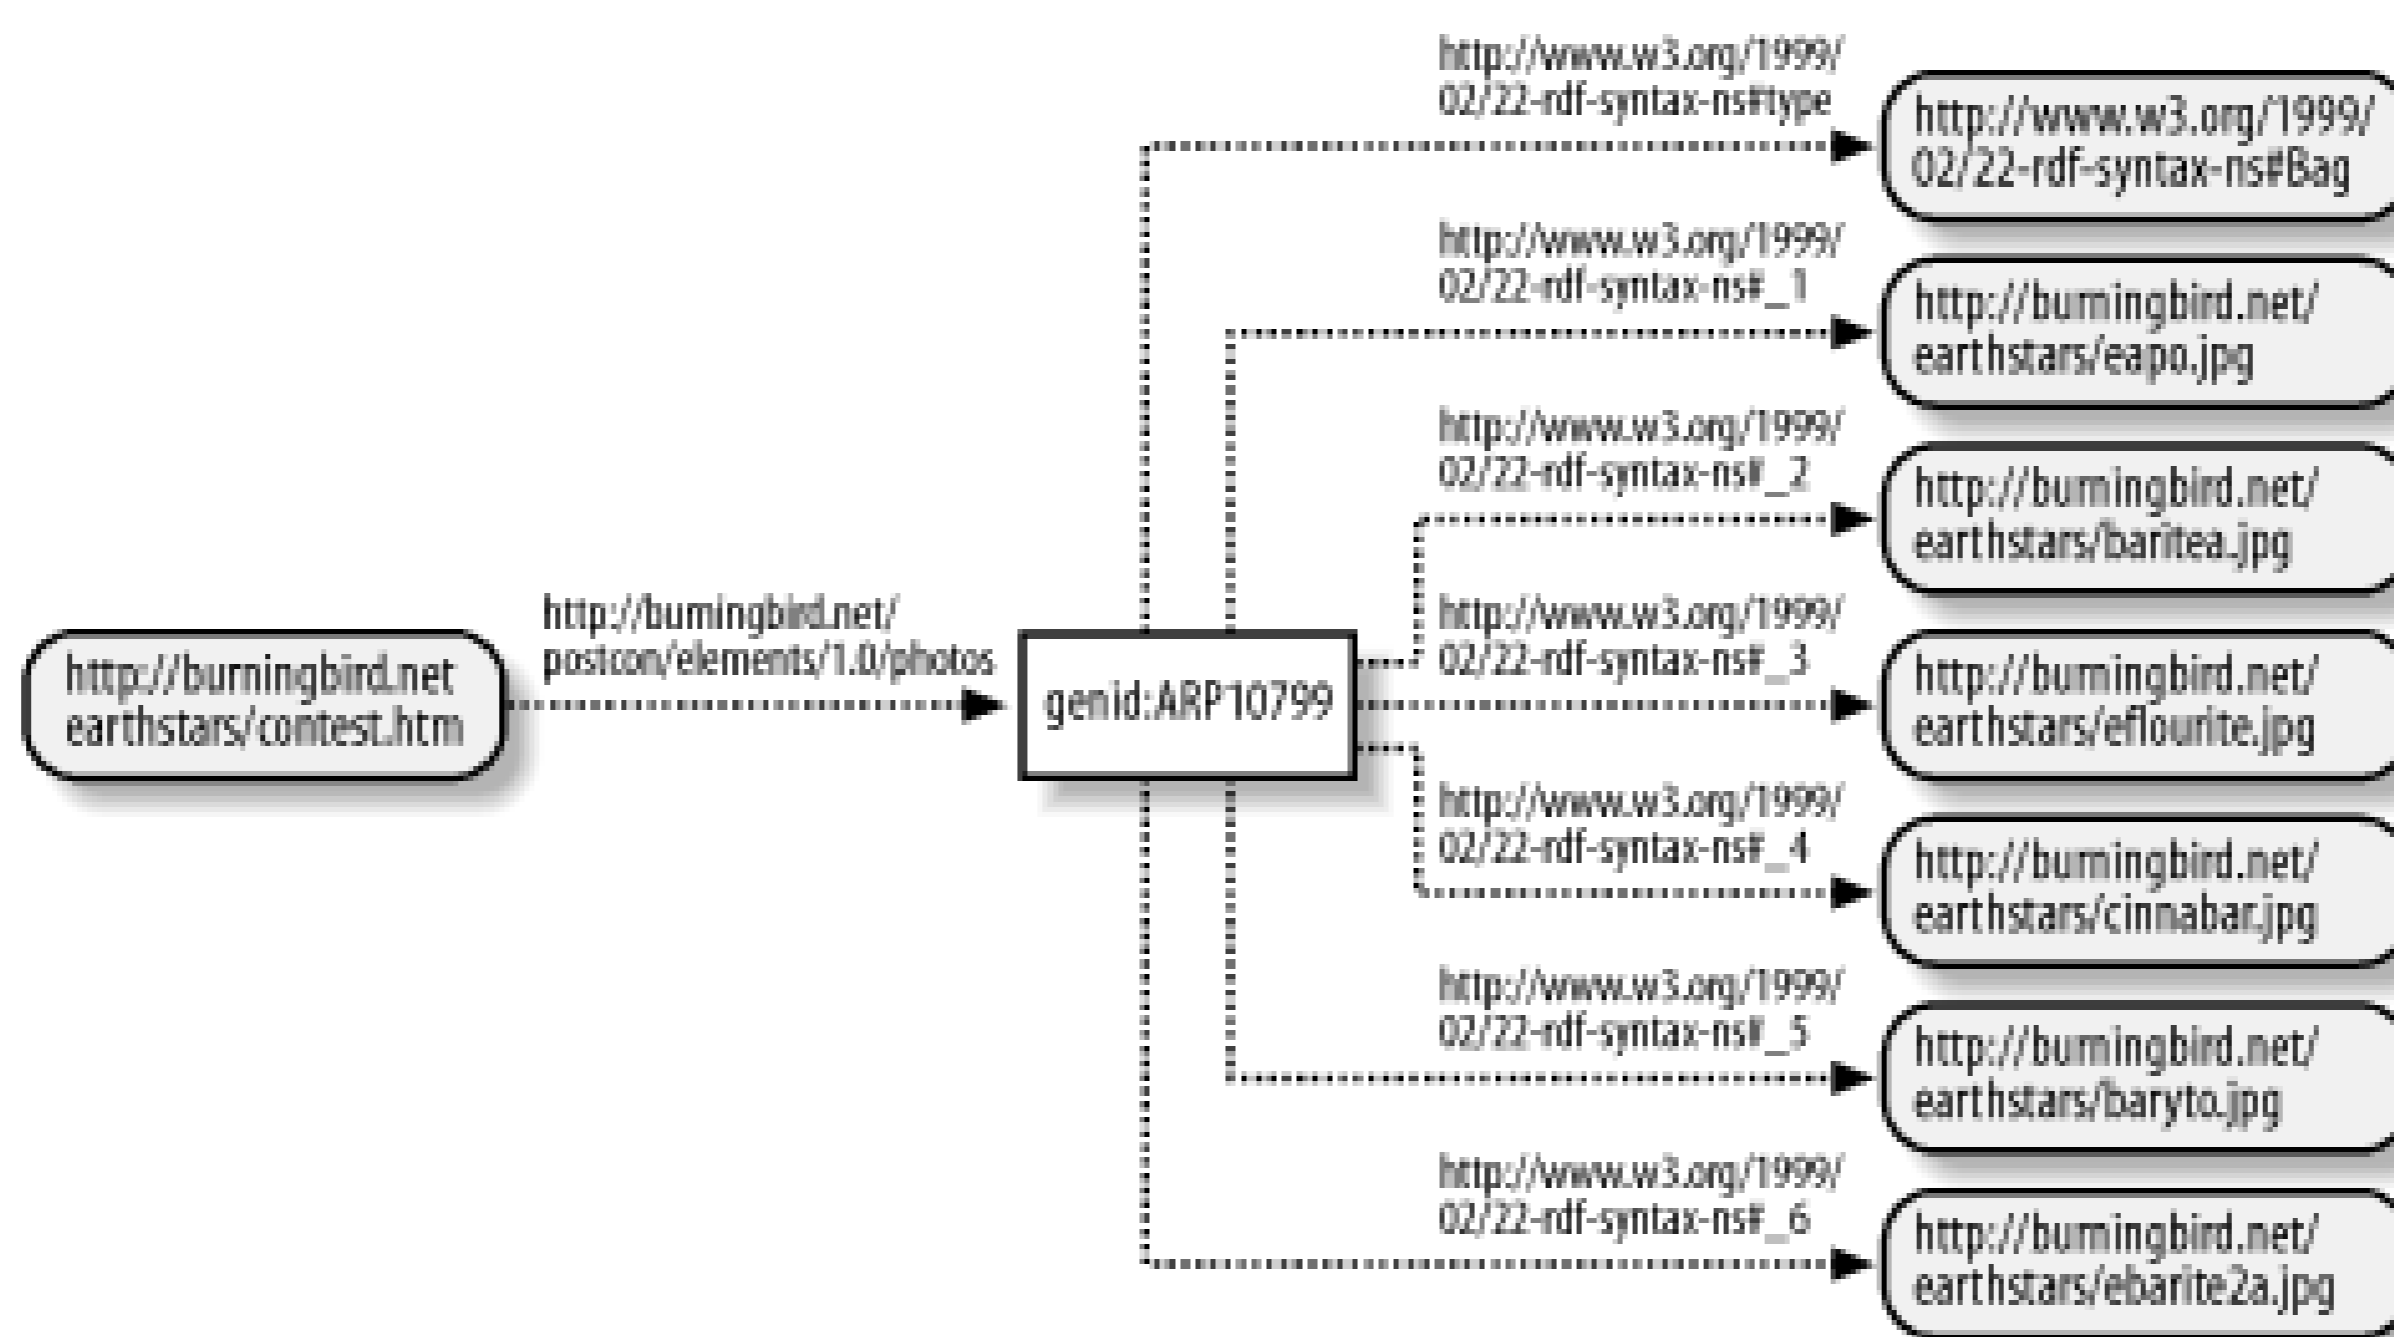 http://www.w3.org/1999/
02/22-rdf-syntax-ns#type
http://www.w3.org/1999/
02/22-rdf-syntax-ns#Bag
http://www.w3.org/1999/
02/22-rdf-syntax-ns#_1
http://burningbird.net/
earthstars/eapo.jpg
http://www.w3.org/1999/
02/22-rdf-syntax-ns#_2
http://burningbird.net/
earthstars/baritea.jpg
http://burningbird.net
earthstars/contest.htm
http://burningbird.net/
postcon/elements/1.0/photos
genid:ARP10799
http://www.w3.org/1999/
02/22-rdf-syntax-ns#_3
http://burningbird.net/
earthstars/eflourite.jpg
http://www.w3.org/1999/
02/22-rdf-syntax-ns#_4
http://burningbird.net/
earthstars/cinnabar.jpg
http://www.w3.org/1999/
02/22-rdf-syntax-ns#_5
http://burningbird.net/
earthstars/baryto.jpg
http://www.w3.org/1999/
02/22-rdf-syntax-ns#_6
http://burningbird.net/
earthstars/ebarite2a.jpg